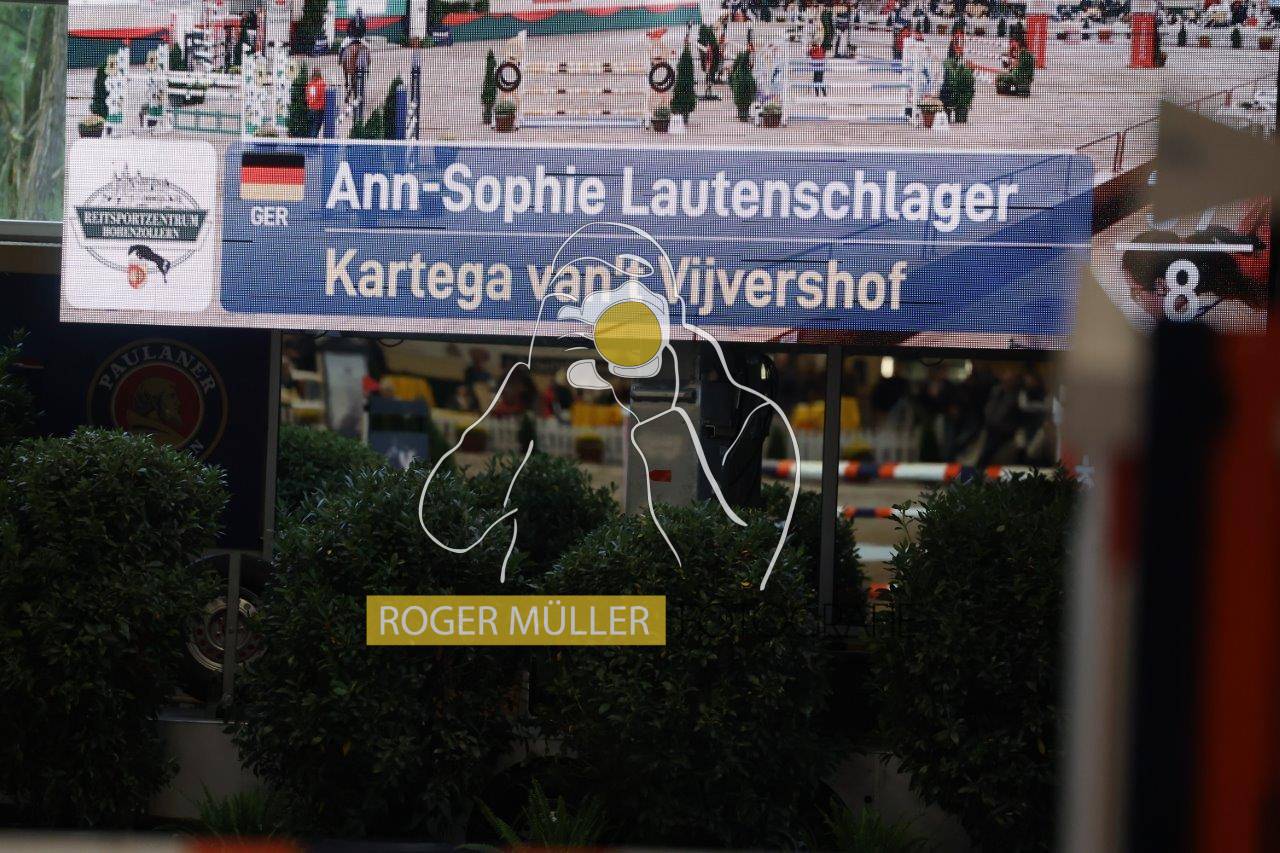 Ann-Sophie Lautenschlager
GER
REITSPORTZENTRUM
HOHENZOLLERN
Kartega van't Vijvershof
8
PAULANER
ROGER MÜLLER